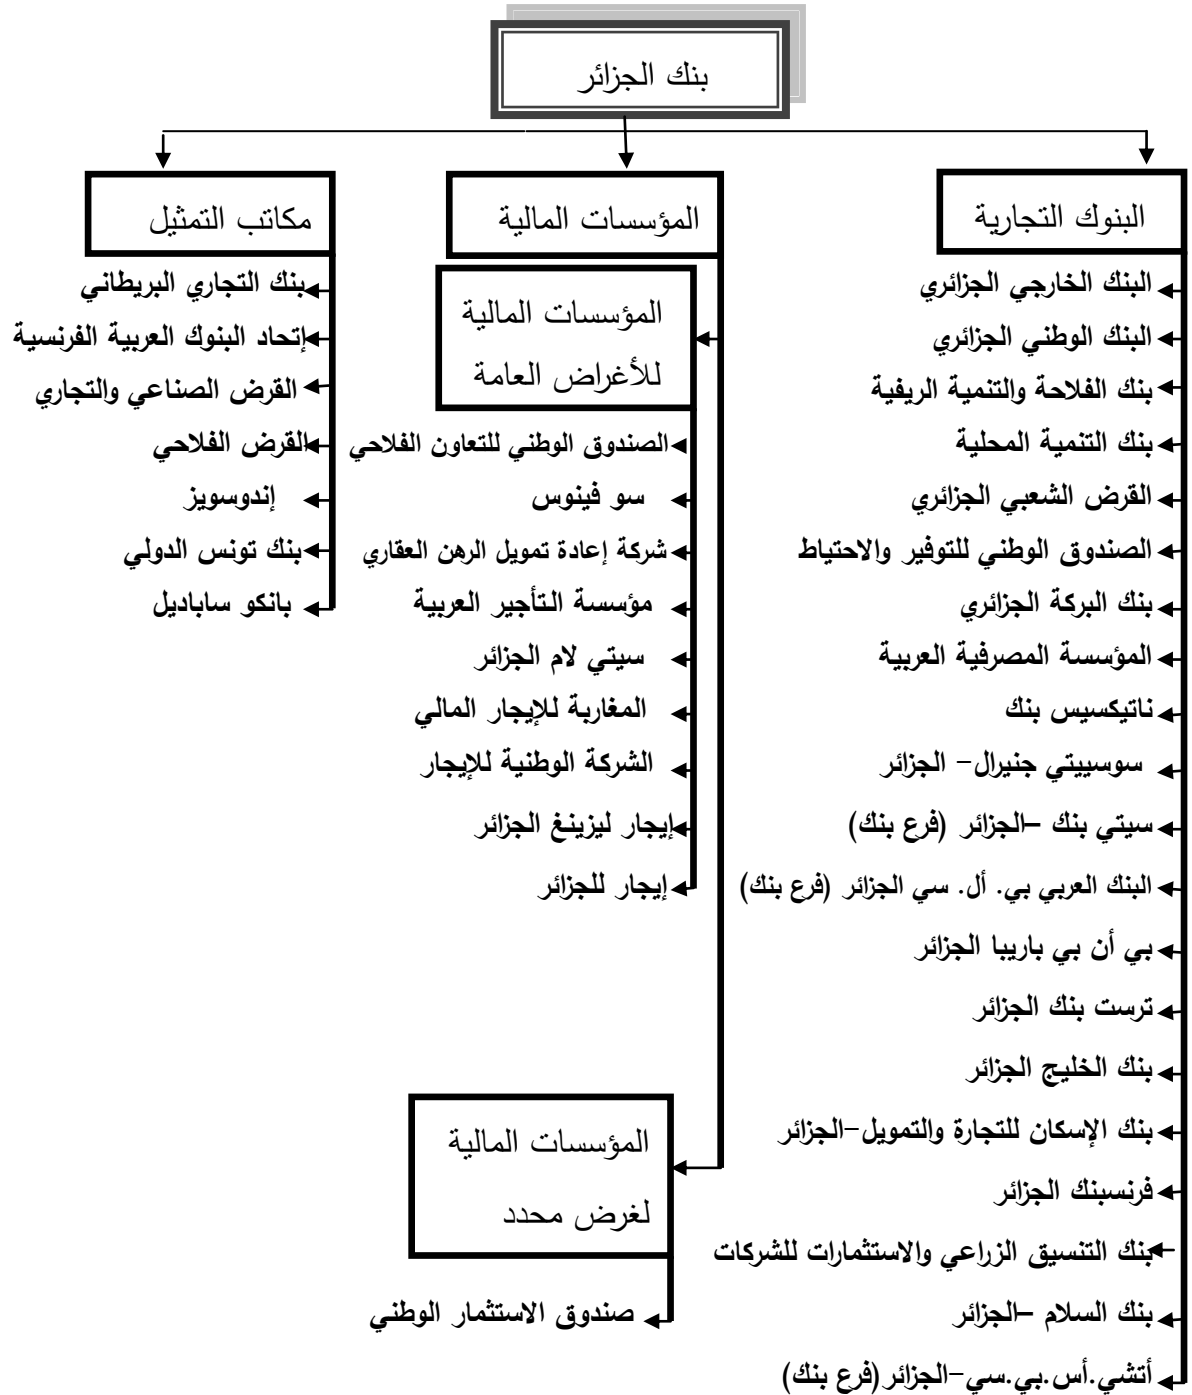 بنك الجزائر
البنوك التجارية
البنك الخارجي الجزائري
البنك الوطني الجزائري
بنك الفلاحة والتنمية الريفية
بنك التنمية المحلية
القرض الشعبي الجزائري
الصندوق الوطني للتوفير والاحتياط
بنك البركة الجزائري
المؤسسة المصرفية العربية
ناتيكسيس بنك
سوسييتي جنيرال- الجزائر
سيتي بنك –الجزائر (فرع بنك)
البنك العربي بي. أل. سي الجزائر (فرع بنك)
بي أن بي باريبا الجزائر
ترست بنك الجزائر
بنك الخليج الجزائر
بنك الإسكان للتجارة والتمويل-الجزائر
فرنسبنك الجزائر
بنك التنسيق الزراعي والاستثمارات للشركات
بنك السلام –الجزائر
أتشي.أس.بي.سي-الجزائر(فرع بنك)
المؤسسات المالية
المؤسسات المالية
للأغراض العامة
الصندوق الوطني للتعاون الفلاحي
سو فينوس
شركة إعادة تمويل الرهن العقاري
مؤسسة التأجير العربية
سيتي لام الجزائر
المغاربة للإيجار المالي
الشركة الوطنية للإيجار
إيجار ليزينغ الجزائر
إيجار للجزائر
المؤسسات المالية
لغرض محدد
صندوق الاستثمار الوطني
مكاتب التمثيل
بنك التجاري البريطاني
إتحاد البنوك العربية الفرنسية
القرض الصناعي والتجاري
القرض الفلاحي
إندوسويز
بنك تونس الدولي
بانكو ساباديل